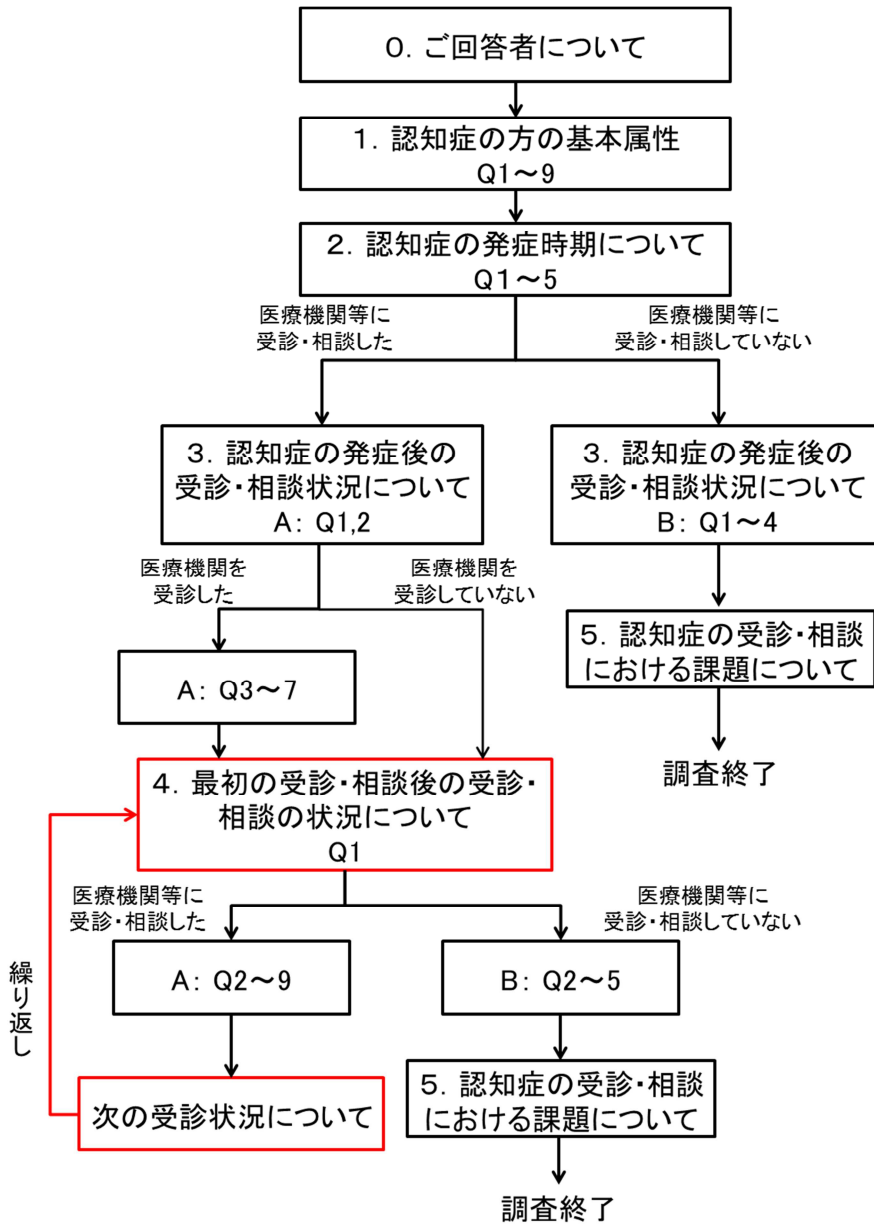 ０．ご回答者について
１．認知症の方の基本属性
Q1～9
２．認知症の発症時期について
Q1～5
医療機関等に
受診・相談した
医療機関等に
受診・相談していない
３．認知症の発症後の
受診・相談状況について
A： Q1,2
３．認知症の発症後の
受診・相談状況について
B： Q1～4
医療機関を
受診した
医療機関を
受診していない
A： Q3～7
５．認知症の受診・相談
における課題について
調査終了
４．最初の受診・相談後の受診・
相談の状況について
Q1
医療機関等に
受診・相談した
医療機関等に
受診・相談していない
A： Q2～9
B： Q2～5
繰り返し
次の受診状況について
５．認知症の受診・相談
における課題について
調査終了